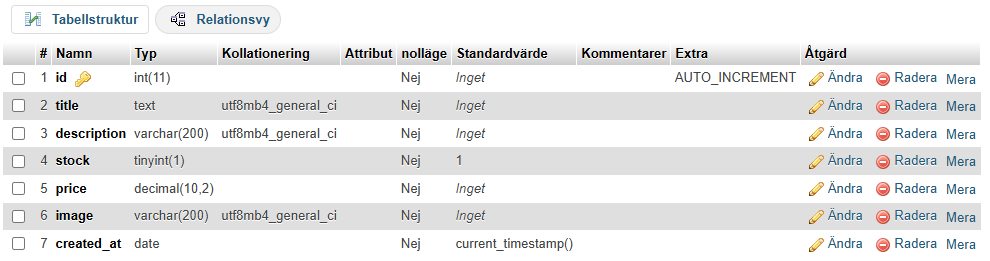 Tabellstruktur Relationsvy
# Namn Typ Kollationering Attribut nolläge Standardvärde Kommentarer Extra Åtgärd
1 id int(11) Nej Inget AUTO_INCREMENT Ändra Radera Mera
2 title text utf8mb4_general_ci Nej Inget Ändra Radera Mera
3 description varchar(200) utf8mb4_general_ci Nej Inget Ändra Radera Mera
4 stock tinyint(1) Nej 1 Ändra Radera Mera
5 price decimal(10,2) Nej Inget Ändra Radera Mera
6 image varchar(200) utf8mb4_general_ci Nej Inget Ändra Radera Mera
7 created_at date Nej current_timestamp() Ändra Radera Mera